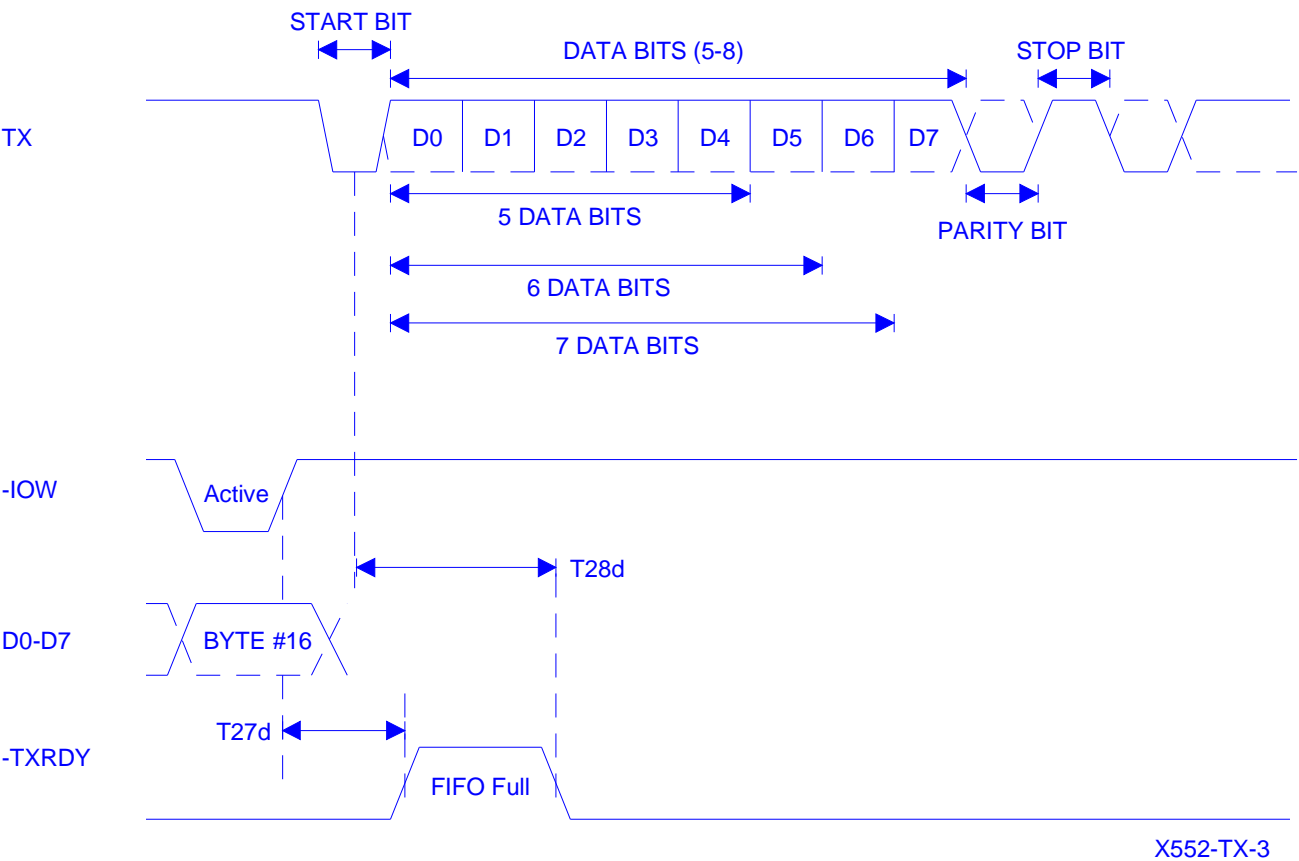 START BIT
DATA BITS (5-8)
STOP BIT
TX
D0 D1 D2 D3 D4 D5 D6 D7
5 DATA BITS
PARITY BIT
6 DATA BITS
7 DATA BITS
-IOW
Active
T28d
D0-D7
BYTE #16
T27d
-TXRDY
FIFO Full
X552-TX-3